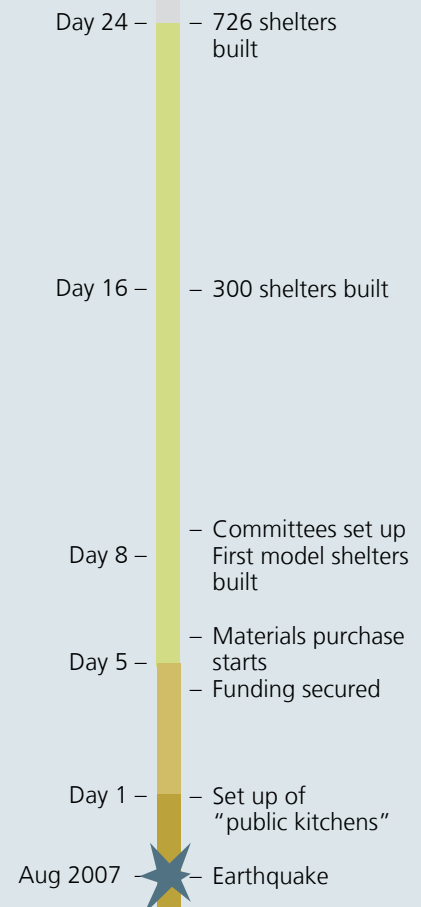 Day 24 – – 726 shelters
built
Day 16 – – 300 shelters built
– Committees set up
Day 8 – First model shelters
built
– Materials purchase
Day 5 – starts
– Funding secured
Day 1 – – Set up of
“public kitchens”
Aug 2007 – – Earthquake